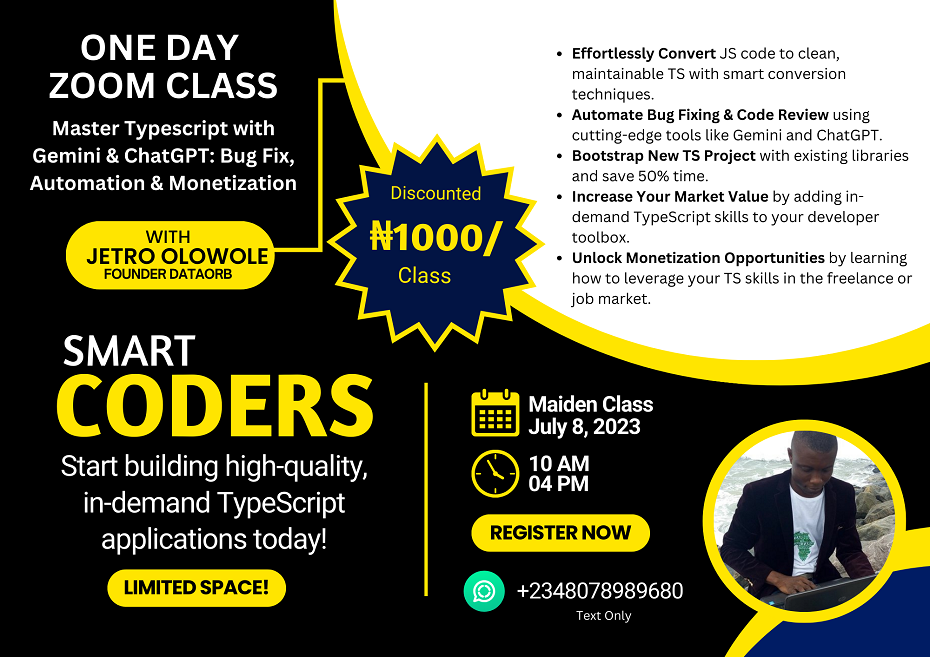 ONE DAY
ZOOM CLASS
Master Typescript with
Gemini & ChatGPT: Bug Fix,
Automation & Monetization
WITH
JETRO OLOWOLE
FOUNDER DATAORB
Discounted
₦1000/
Class
• Effortlessly Convert JS code to clean,
maintainable TS with smart conversion
techniques.
• Automate Bug Fixing & Code Review using
cutting-edge tools like Gemini and ChatGPT.
• Bootstrap New TS Project with existing libraries
and save 50% time.
• Increase Your Market Value by adding in-
demand TypeScript skills to your developer
toolbox.
• Unlock Monetization Opportunities by learning
how to leverage your TS skills in the freelance or
job market.
SMART
CODERS
Start building high-quality,
in-demand TypeScript
applications today!
LIMITED SPACE!
Maiden Class
July 8, 2023
10 AM
04 PM
REGISTER NOW
+2348078989680
Text Only